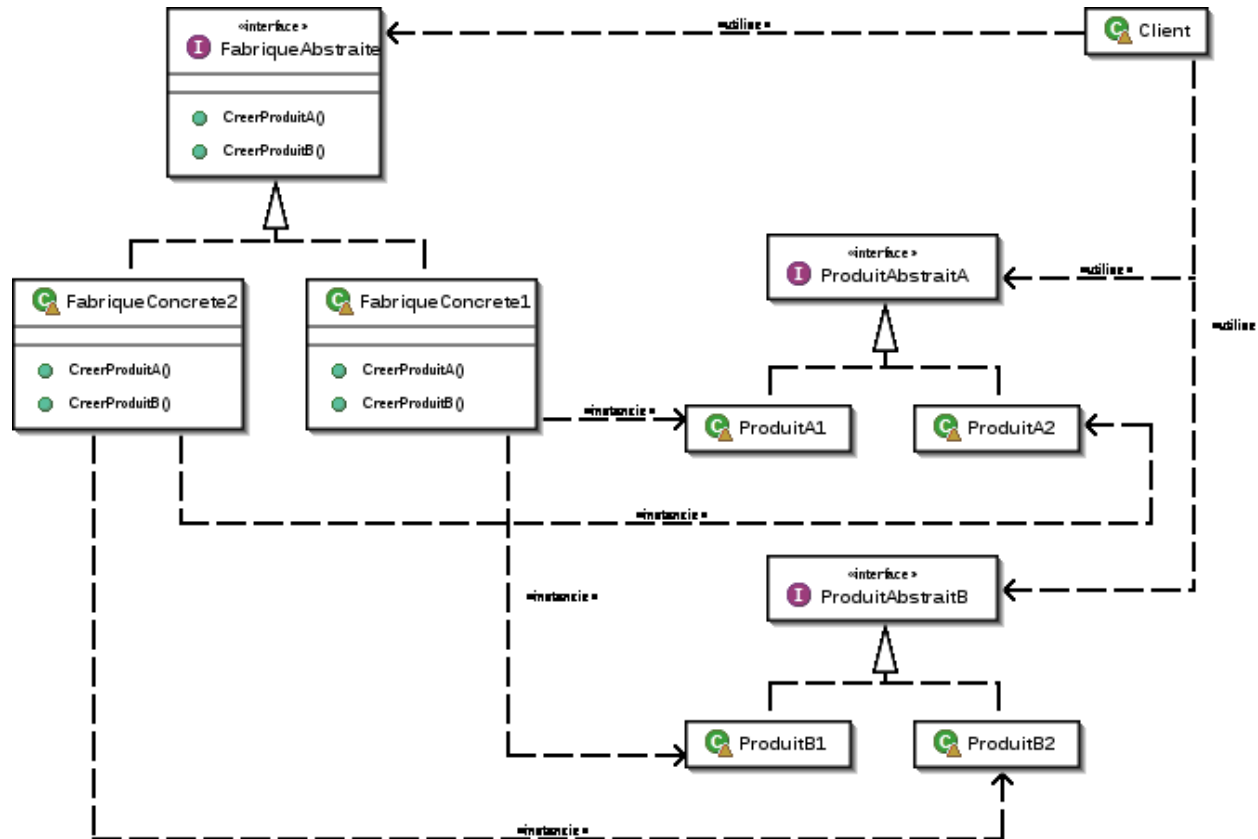 «interface»
I FabriqueAbstraite
CreerProduitA()
CreerProduitB()
«utilise»
C Client
C FabriqueConcrete2
CreerProduitA()
CreerProduitB()
C FabriqueConcrete1
CreerProduitA()
CreerProduitB()
«interface»
I ProduitAbstraitA
«utilise»
«utilise
«instancie»
C ProduitA1
C ProduitA2
«instancie»
«interface»
I ProduitAbstraitB
«instancie»
C ProduitB1
C ProduitB2
«instancie»